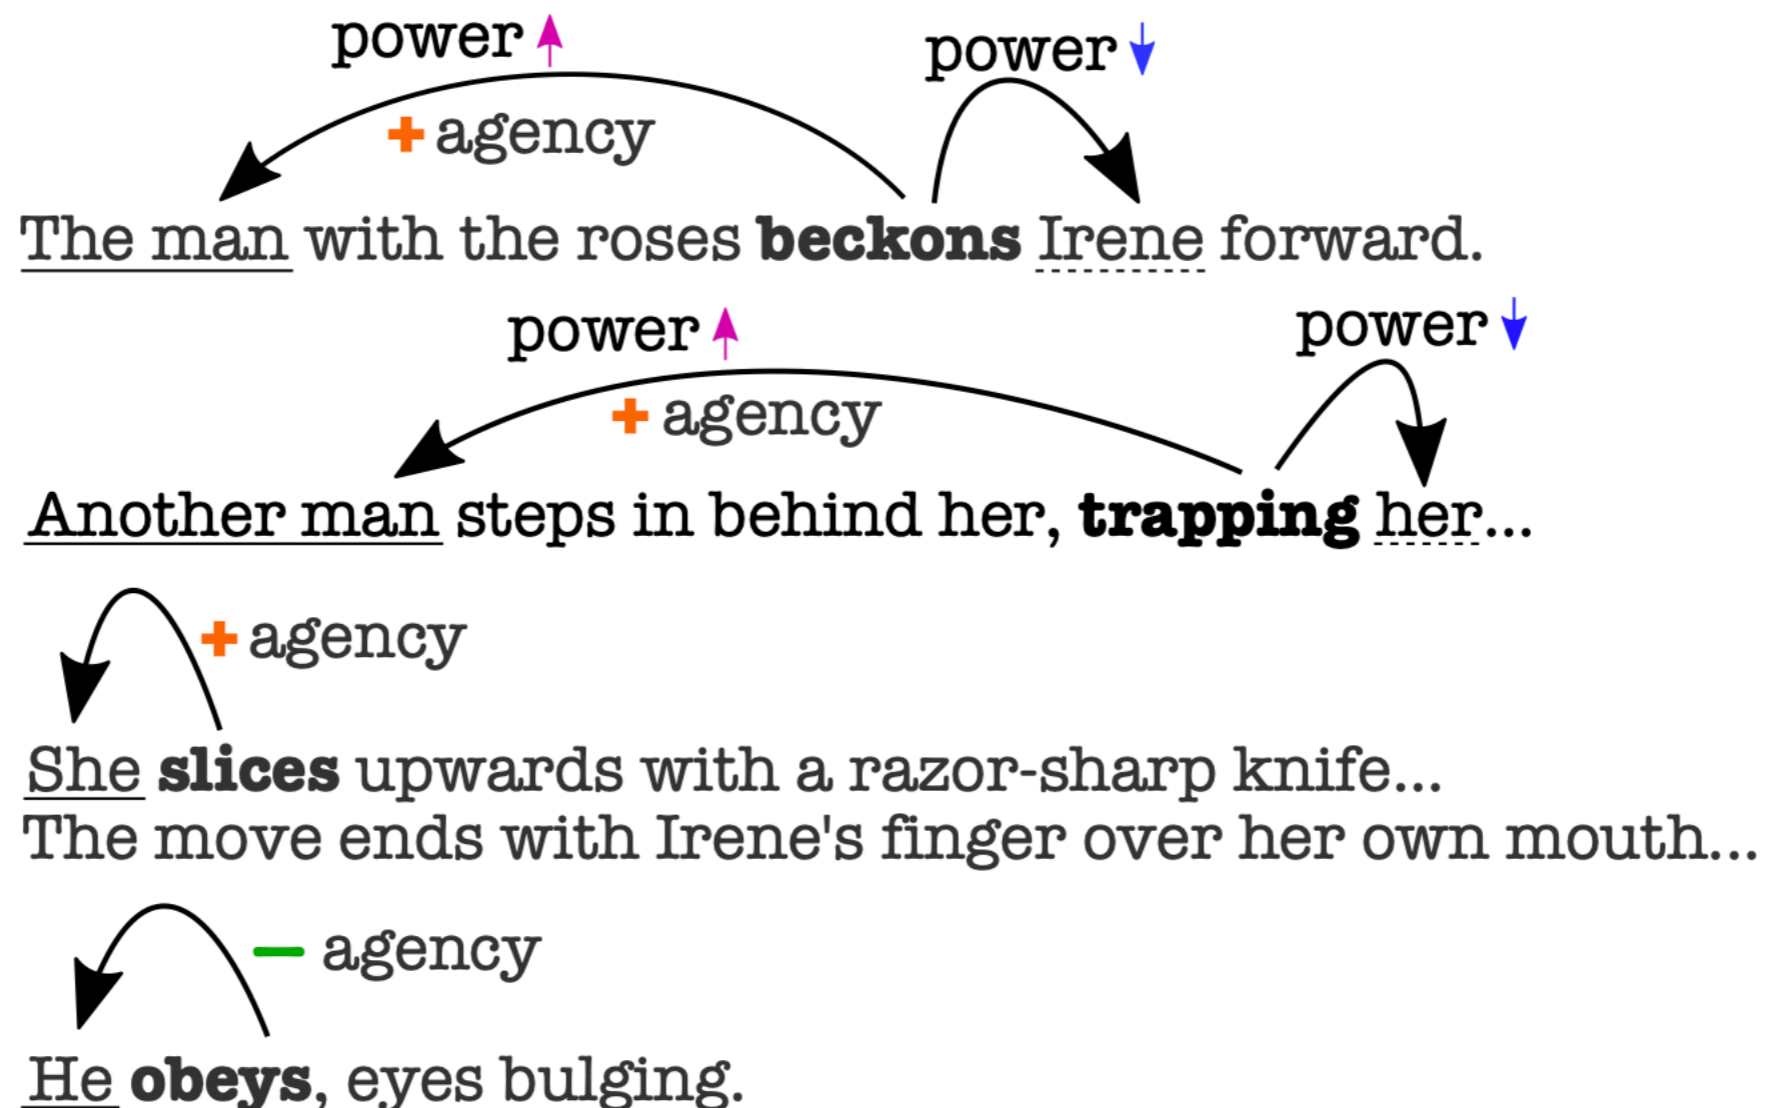 power power
+ agency
The man with the roses beckons Irene forward.
power power
+ agency
Another man steps in behind her, trapping her...
+ agency
She slices upwards with a razor-sharp knife...
The move ends with Irene's finger over her own mouth...
− agency
He obeys, eyes bulging.